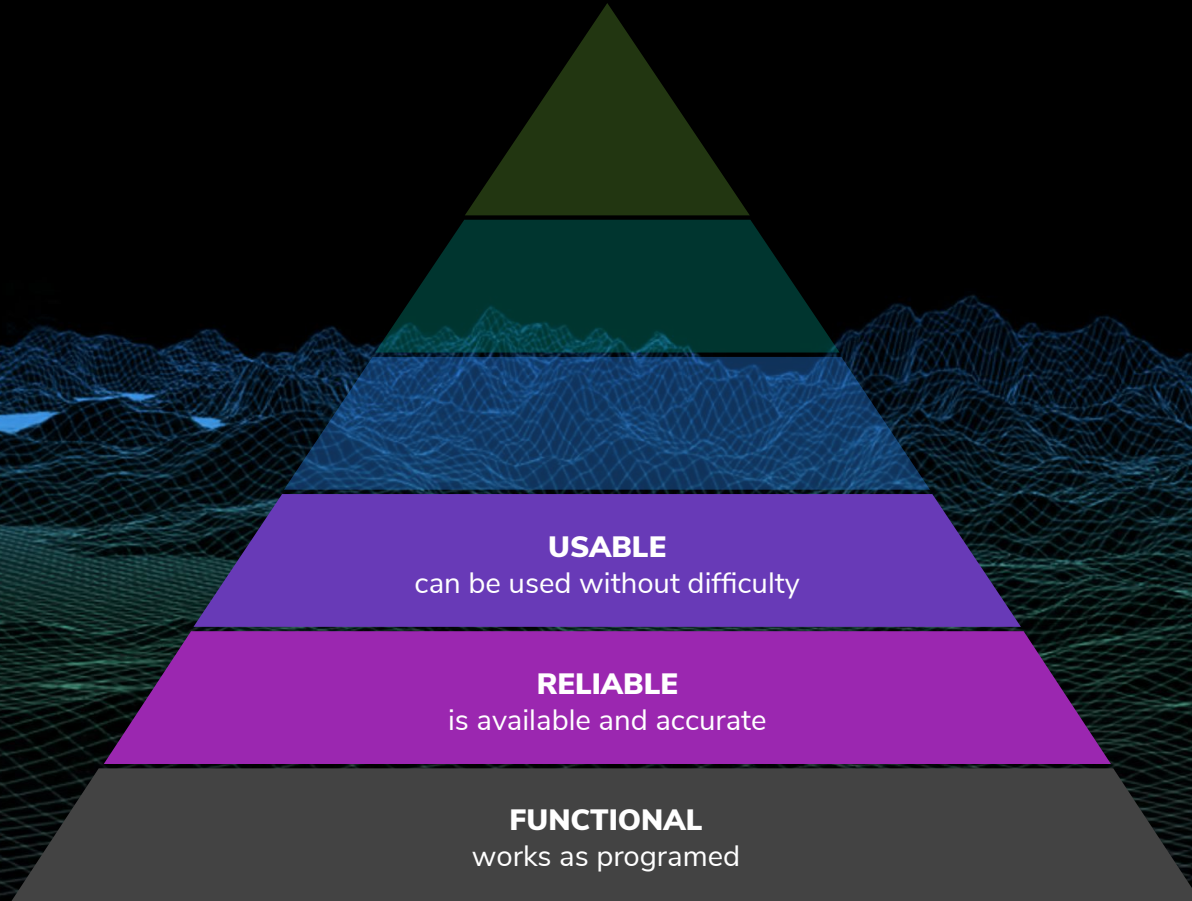 USABLE
can be used without difficulty
RELIABLE
is available and accurate
FUNCTIONAL
works as programed